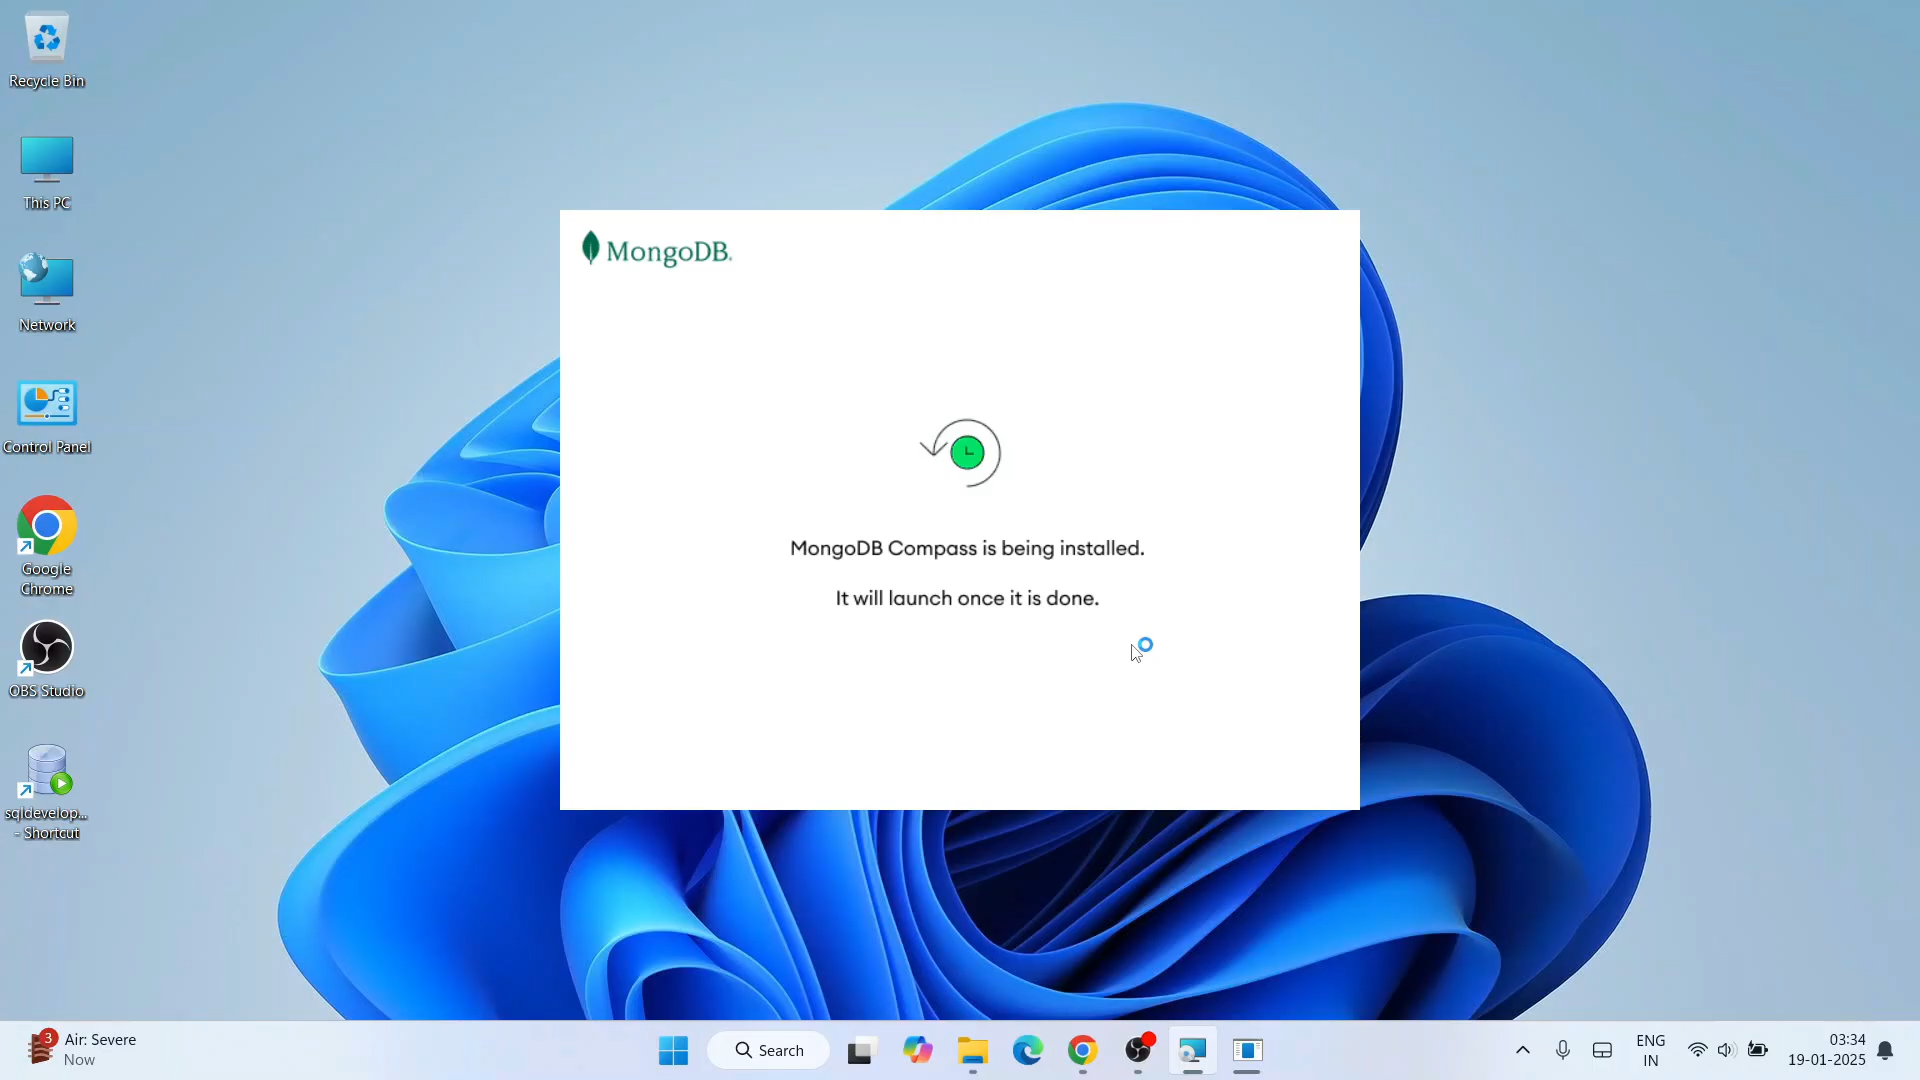 Recycle Bin
This PC
Network
Control Panel
Google
Chrome
OBS Studio
sqldevelop...
- Shortcut
MongoDB.
MongoDB Compass is being installed.
It will launch once it is done.
3
Air: Severe
Now
Search
ENG
IN
03:34
19-01-2025